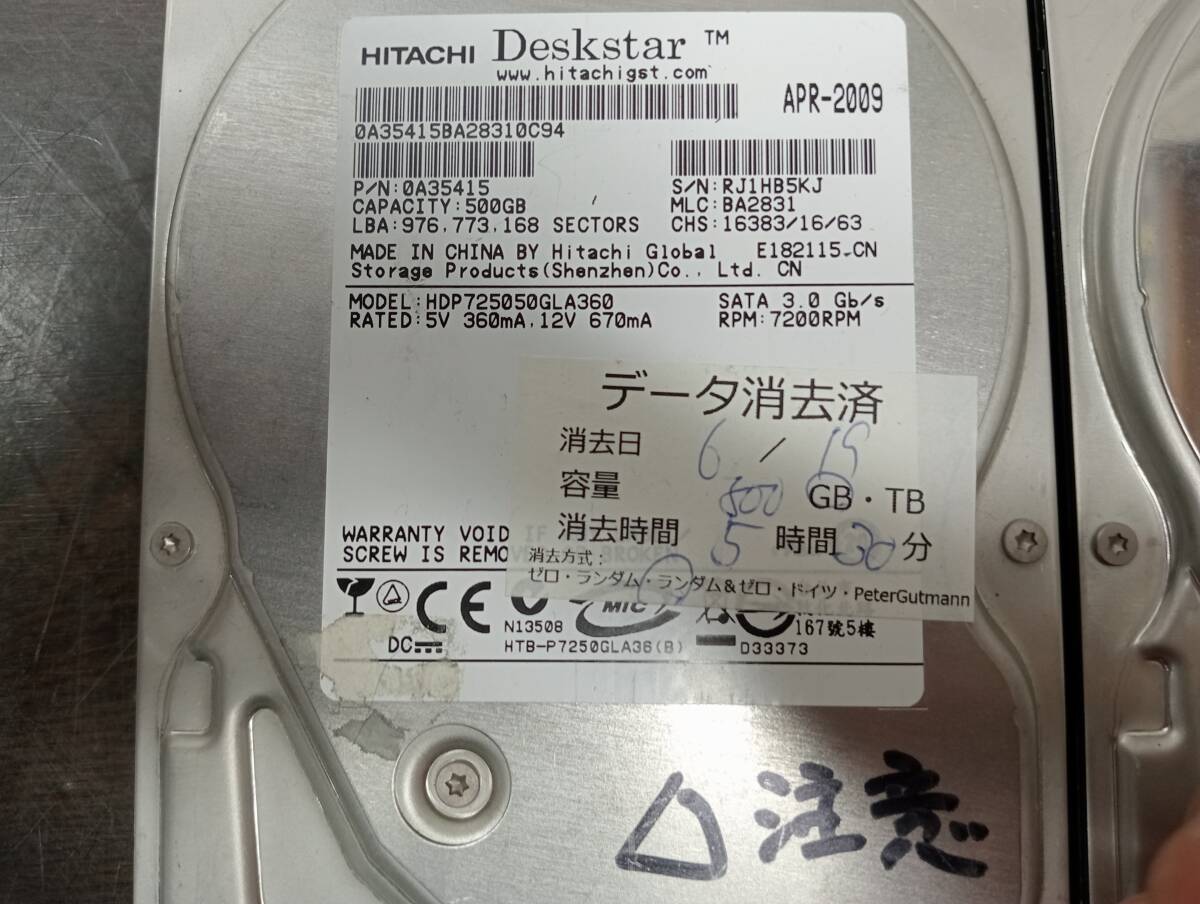 HITACHI Deskstar ™
www.hitachigst.com
APR-2009
0A35415BA28310C94
P/N:0A35415
S/N:RJ1HB5KJ
CAPACITY:500GB
MLC:BA2831
LBA:976,773,168 SECTORS
CHS:16383/16/63
MADE IN CHINA BY Hitachi Global E182115-CN
Storage Products(Shenzhen)Co., Ltd. CN
MODEL:HDP725050GLA360
SATA 3.0 Gb/s
RATED:5V 360mA,12V 670mA
RPM:7200RPM
データ消去済
消去日 6 / 19
容量 500 GB・TB
消去時間 5 時間 30 分
消去方式:
ゼロ・ランダム・ランダム&ゼロ・ドイツ・PeterGutmann
WARRANTY VOID IF
SCREW IS REMO
CE
N13508
MIC
167號5樓
DC
HTB-P7250GLA36(B)
D33373
△注意